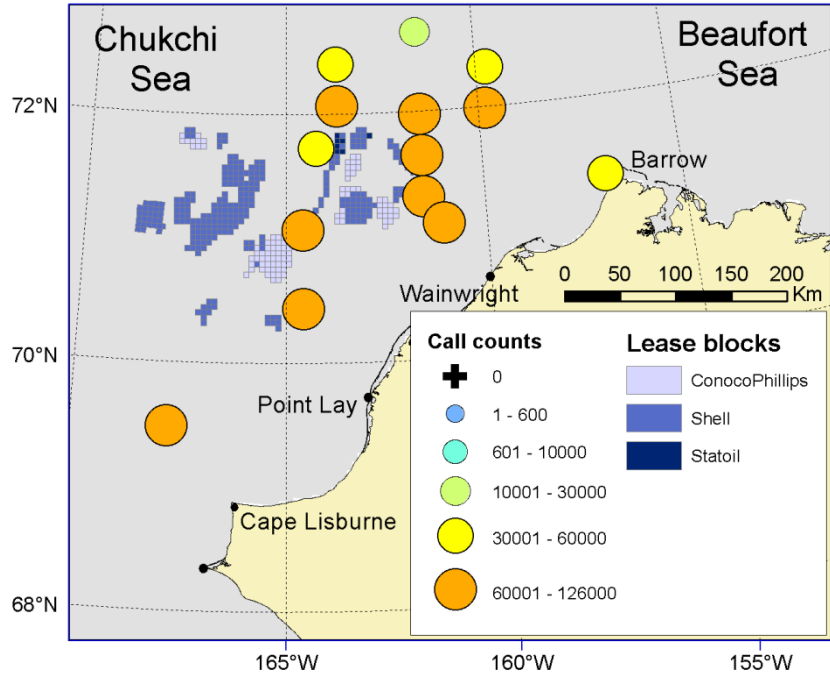 Chukchi
Sea
Beaufort
Sea
72°N
Barrow
Wainwright
0 50 100 150 200
Km
70°N
Point Lay
Cape Lisburne
68°N
Call counts
0
1 - 600
601 - 10000
10001 - 30000
30001 - 60000
60001 - 126000
Lease blocks
ConocoPhillips
Shell
Statoil
165°W
160°W
155°W